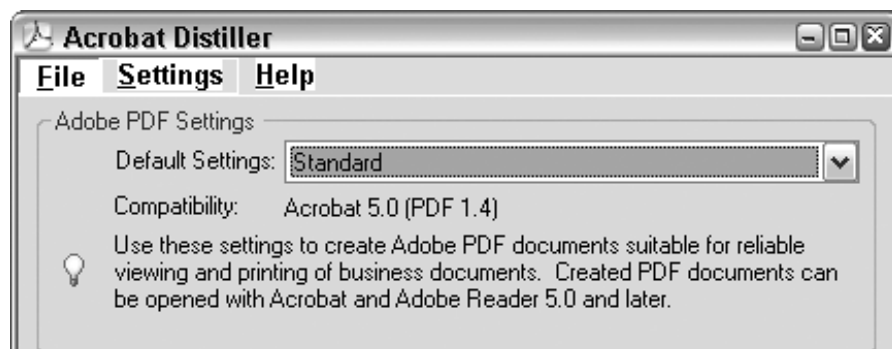 Acrobat Distiller
File Settings Help
Adobe PDF Settings
Default Settings: Standard
Compatibility: Acrobat 5.0 (PDF 1.4)
Use these settings to create Adobe PDF documents suitable for reliable
viewing and printing of business documents.  Created PDF documents can
be opened with Acrobat and Adobe Reader 5.0 and later.